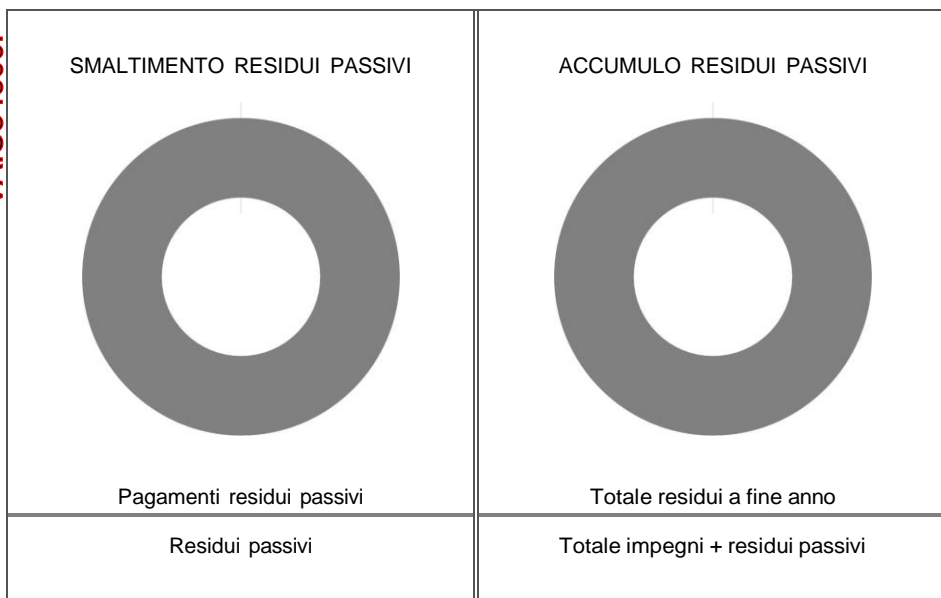 SMALTIMENTO RESIDUI PASSIVI
Pagamenti residui passivi
Residui passivi
ACCUMULO RESIDUI PASSIVI
Totale residui a fine anno
Totale impegni + residui passivi